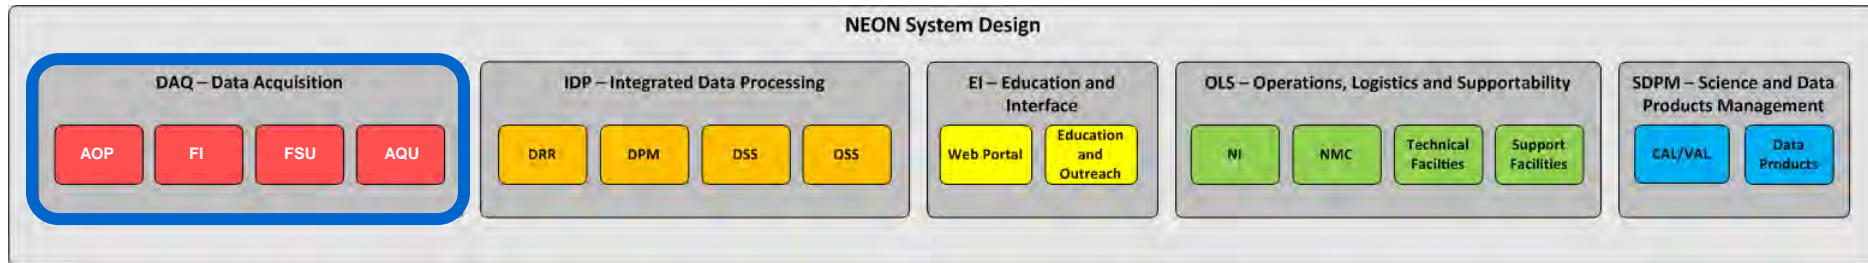 NEON System Design
DAQ – Data Acquisition
AOP
FI
FSU
AQU
IDP – Integrated Data Processing
DRR
DPM
DSS
OSS
EI – Education and
Interface
Web Portal
Education
and
Outreach
OLS – Operations, Logistics and Supportability
NI
NMC
Technical
Facilties
Support
Facilities
SDPM – Science and Data
Products Management
CAL/VAL
Data
Products